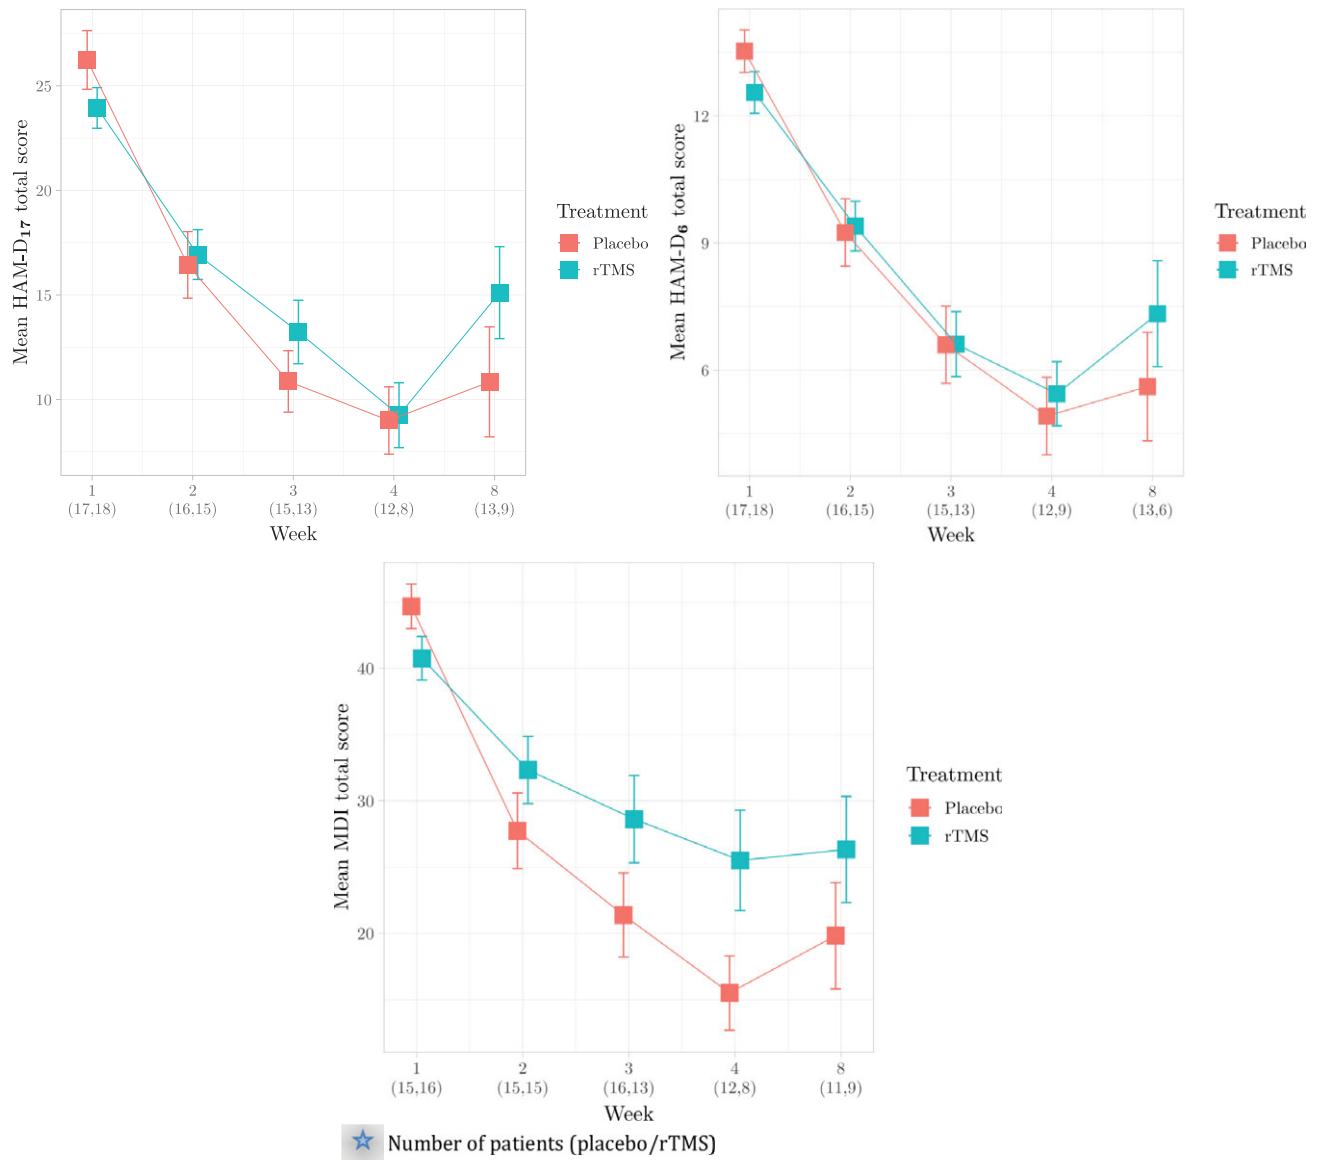 Mean HAM-D17 total score
25
20
15
10
1
2
3
4
8
(17,18)
(16,15)
(15,13)
(12,8)
(13,9)
Week
Treatment
Placebo
rTMS
Mean HAM-D6 total score
12
9
6
1
2
3
4
8
(17,18)
(16,15)
(15,13)
(12,9)
(13,6)
Week
Treatment
Placebo
rTMS
Mean MDI total score
40
30
20
1
2
3
4
8
(15,16)
(15,15)
(16,13)
(12,8)
(11,9)
Week
Treatment
Placebo
rTMS
Number of patients (placebo/rTMS)